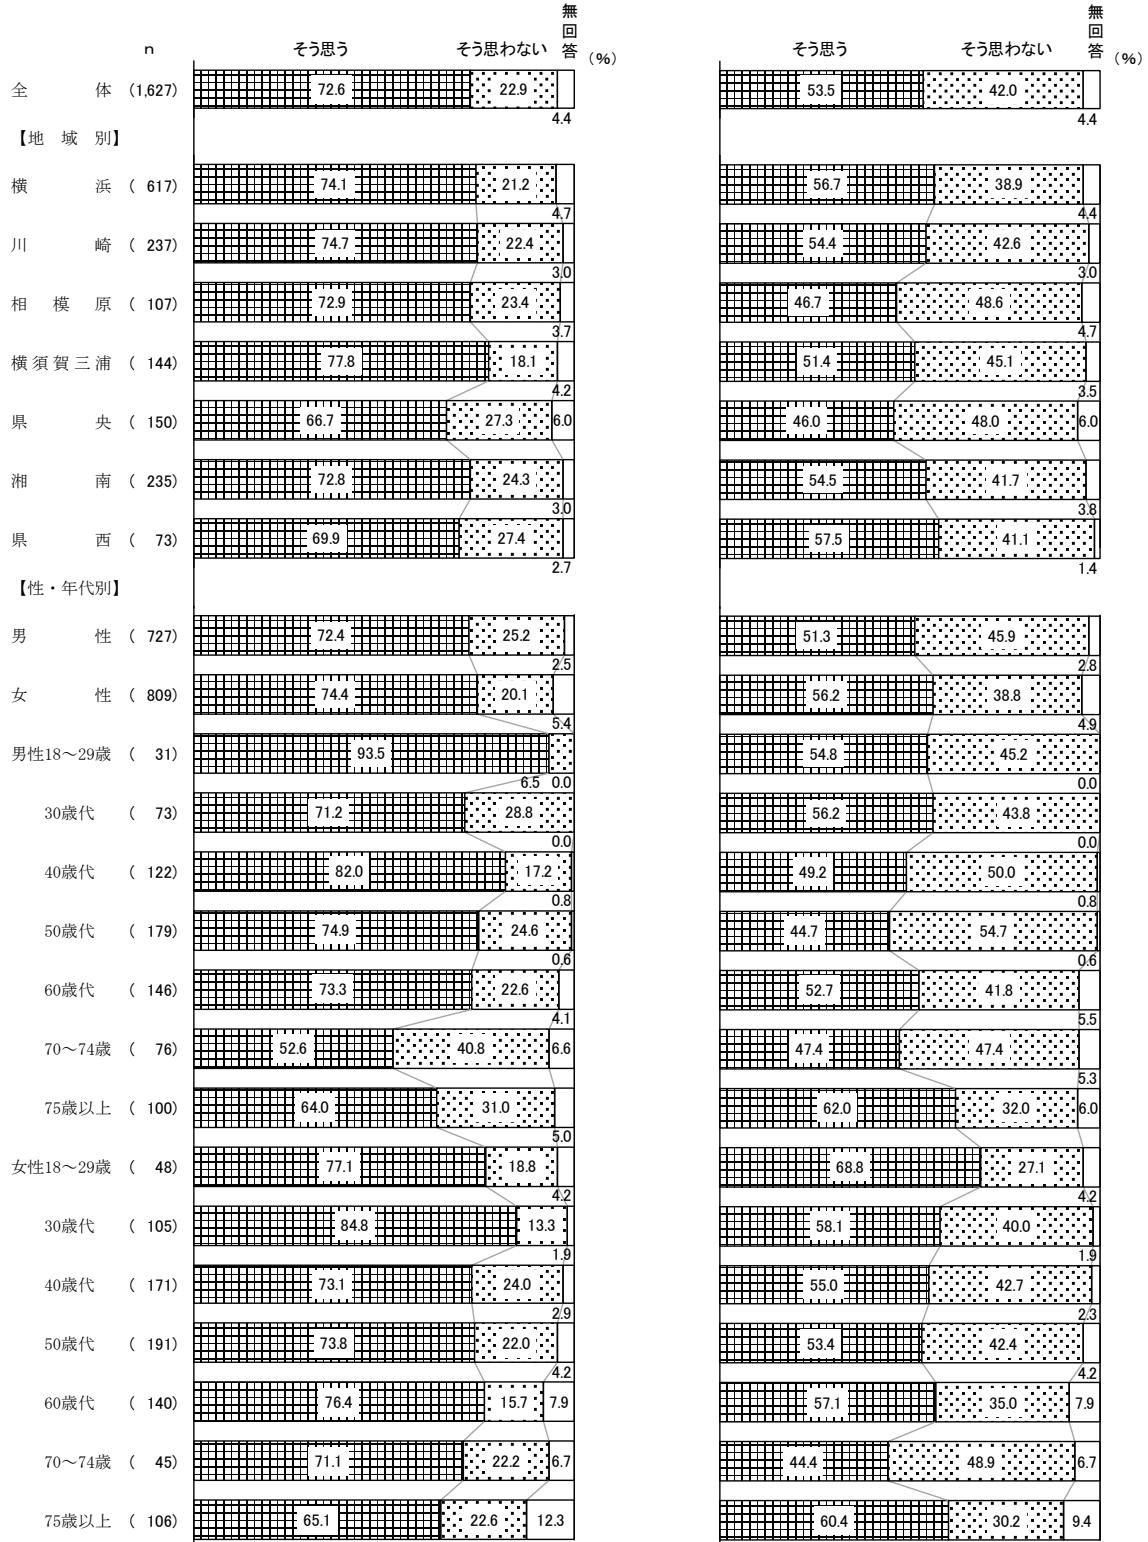 無回答 無回答
n そう思う そう思わない (%) そう思う そう思わない (%)
全体 (1,627) 72.6 22.9 53.5 42.0
4.4 4.4
【地域別】
横浜 ( 617) 74.1 21.2 56.7 38.9
4.7 4.4
川崎 ( 237) 74.7 22.4 54.4 42.6
3.0 3.0
相模原 ( 107) 72.9 23.4 46.7 48.6
3.7 4.7
横須賀三浦 ( 144) 77.8 18.1 51.4 45.1
4.2 3.5
県央 ( 150) 66.7 27.3 6.0 46.0 48.0 6.0
湘南 ( 235) 72.8 24.3 54.5 41.7
3.0 3.8
県西 ( 73) 69.9 27.4 57.5 41.1
2.7 1.4
【性・年代別】
男性 ( 727) 72.4 25.2 51.3 45.9
2.5 2.8
女性 ( 809) 74.4 20.1 56.2 38.8
5.4 4.9
男性18～29歳 ( 31) 93.5 54.8 45.2
6.5 0.0 0.0
30歳代 ( 73) 71.2 28.8 56.2 43.8
0.0 0.0
40歳代 ( 122) 82.0 17.2 49.2 50.0
0.8 0.8
50歳代 ( 179) 74.9 24.6 44.7 54.7
0.6 0.6
60歳代 ( 146) 73.3 22.6 52.7 41.8
4.1 5.5
70～74歳 ( 76) 52.6 40.8 6.6 47.4 47.4
5.3
75歳以上 ( 100) 64.0 31.0 62.0 32.0 6.0
5.0
女性18～29歳 ( 48) 77.1 18.8 68.8 27.1
4.2 4.2
30歳代 ( 105) 84.8 13.3 58.1 40.0
1.9 1.9
40歳代 ( 171) 73.1 24.0 55.0 42.7
2.9 2.3
50歳代 ( 191) 73.8 22.0 53.4 42.4
4.2 4.2
60歳代 ( 140) 76.4 15.7 7.9 57.1 35.0 7.9
70～74歳 ( 45) 71.1 22.2 6.7 44.4 48.9 6.7
75歳以上 ( 106) 65.1 22.6 12.3 60.4 30.2 9.4